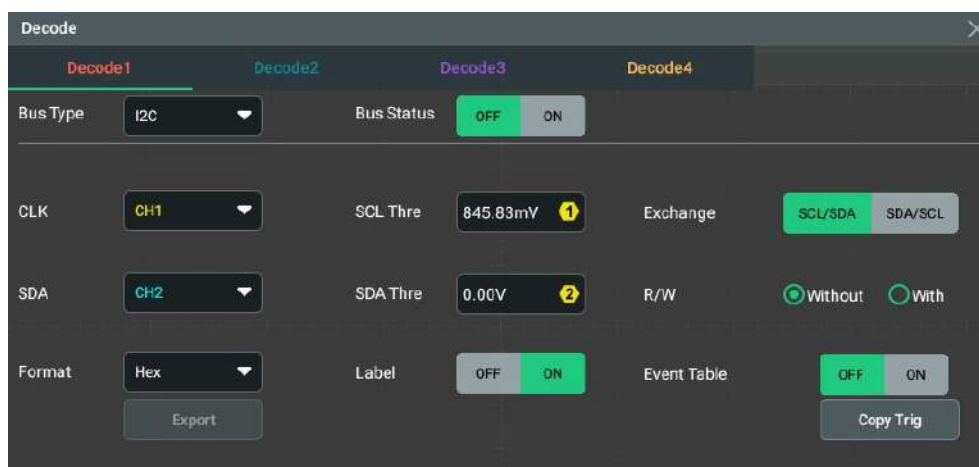 Decode
Decode1 Decode2 Decode3 Decode4
Bus Type I2C Bus Status OFF ON
CLK CH1 SCL Thre 845.83mV 1 Exchange SCL/SDA SDA/SCL
SDA CH2 SDA Thre 0.00V 2 R/W Without With
Format Hex Label OFF ON Event Table OFF ON
Export Copy Trig